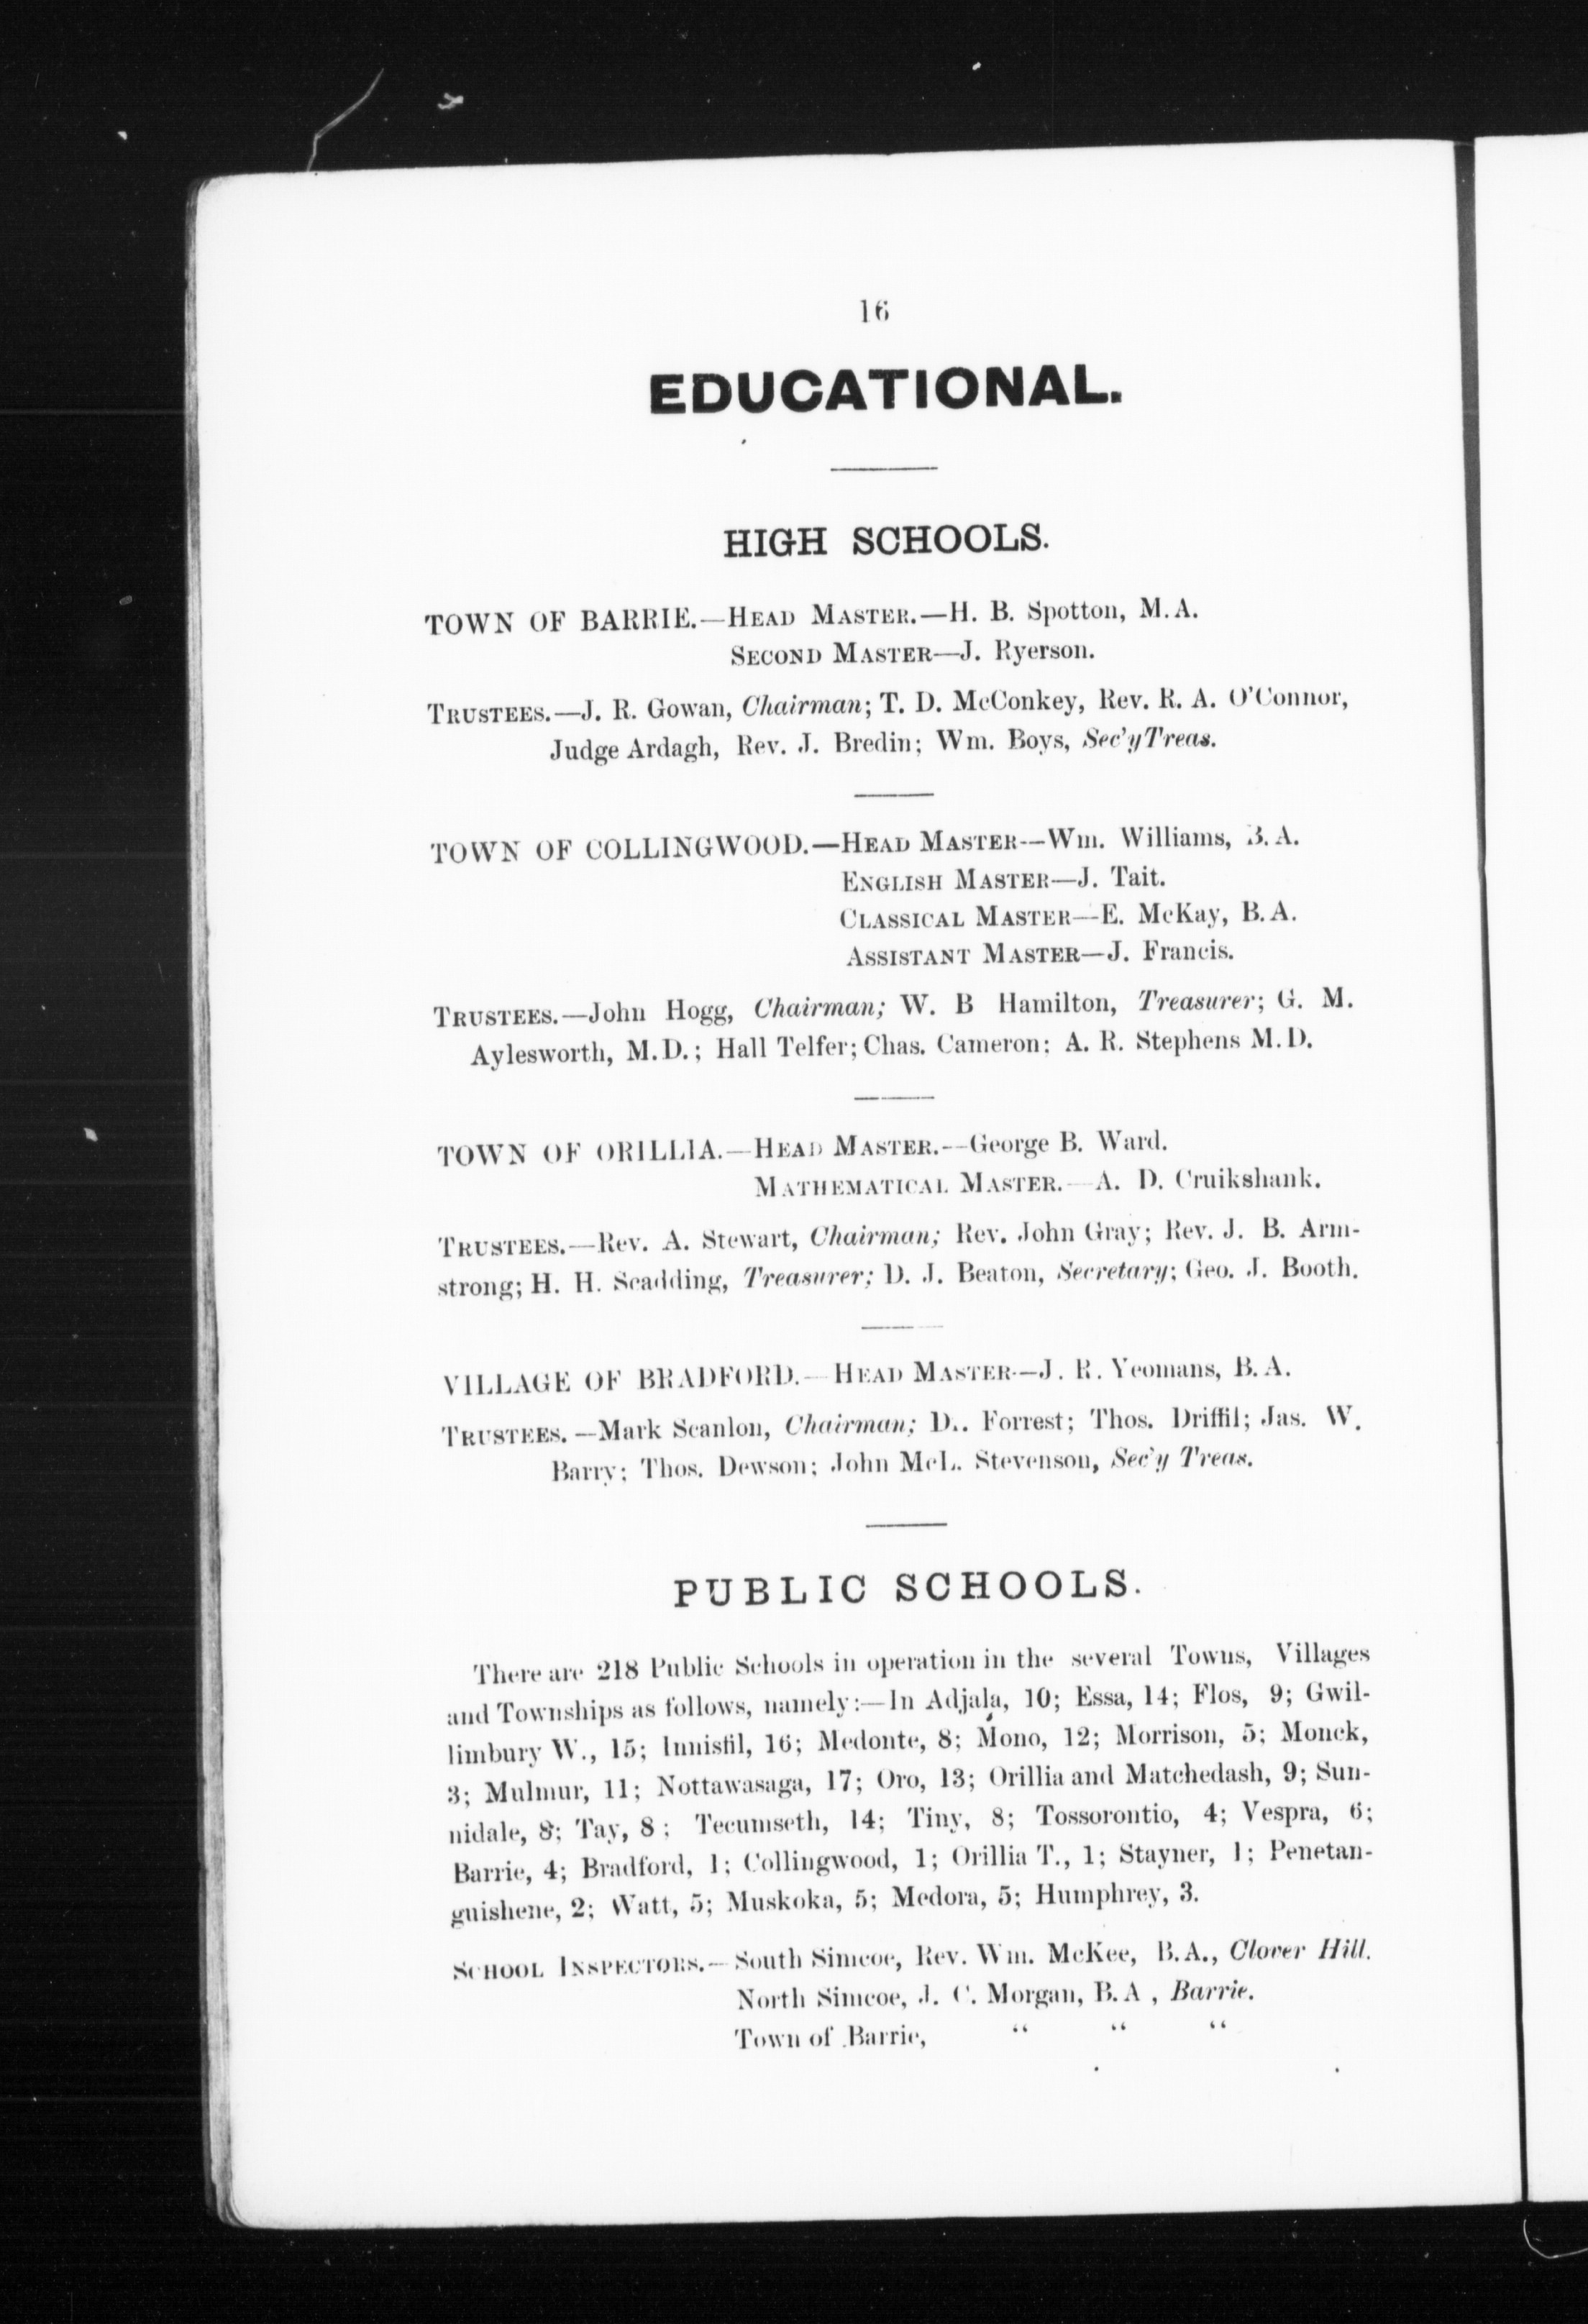 16
EDUCATIONAL.
HIGH SCHOOLS.
TOWN OF BARRIE.—HEAD MASTER.—H. B. Spotton, M.A.
SECOND MASTER—J. Ryerson.
TRUSTEES.—J. R. Gowan, Chairman; T. D. McConkey, Rev. R. A. O'Connor,
Judge Ardagh, Rev. J. Bredin; Wm. Boys, Sec'y Treas.
TOWN OF COLLINGWOOD.—HEAD MASTER--Wm. Williams, B.A.
ENGLISH MASTER—J. Tait.
CLASSICAL MASTER—E. McKay, B.A.
ASSISTANT MASTER—J. Francis.
TRUSTEES.—John Hogg, Chairman; W. B Hamilton, Treasurer; G. M.
Aylesworth, M.D.; Hall Telfer; Chas. Cameron; A. R. Stephens M.D.
TOWN OF ORILLIA.—HEAD MASTER.—George B. Ward.
MATHEMATICAL MASTER.—A. D. Cruikshank.
TRUSTEES.—Rev. A. Stewart, Chairman; Rev. John Gray; Rev. J. B. Arm-
strong; H. H. Scadding, Treasurer; D. J. Beaton, Secretary; Geo. J. Booth.
VILLAGE OF BRADFORD.—HEAD MASTER—J. R. Yeomans, B.A.
TRUSTEES.—Mark Scanlon, Chairman; D.. Forrest; Thos. Driffil; Jas. W.
Barry; Thos. Dewson; John McL. Stevenson, Sec'y Treas.
PUBLIC SCHOOLS.
There are 218 Public Schools in operation in the several Towns, Villages
and Townships as follows, namely:—In Adjala, 10; Essa, 14; Flos, 9; Gwil-
limbury W., 15; Innisfil, 16; Medonte, 8; Mono, 12; Morrison, 5; Monck,
3; Mulmur, 11; Nottawasaga, 17; Oro, 13; Orillia and Matchedash, 9; Sun-
nidale, 8; Tay, 8; Tecumseth, 14; Tiny, 8; Tossorontio, 4; Vespra, 6;
Barrie, 4; Bradford, 1; Collingwood, 1; Orillia T., 1; Stayner, 1; Penetan-
guishene, 2; Watt, 5; Muskoka, 5; Medora, 5; Humphrey, 3.
SCHOOL INSPECTORS.—South Simcoe, Rev. Wm. McKee, B.A., Clover Hill.
North Simcoe, J. C. Morgan, B.A , Barrie.
Town of Barrie, " " "